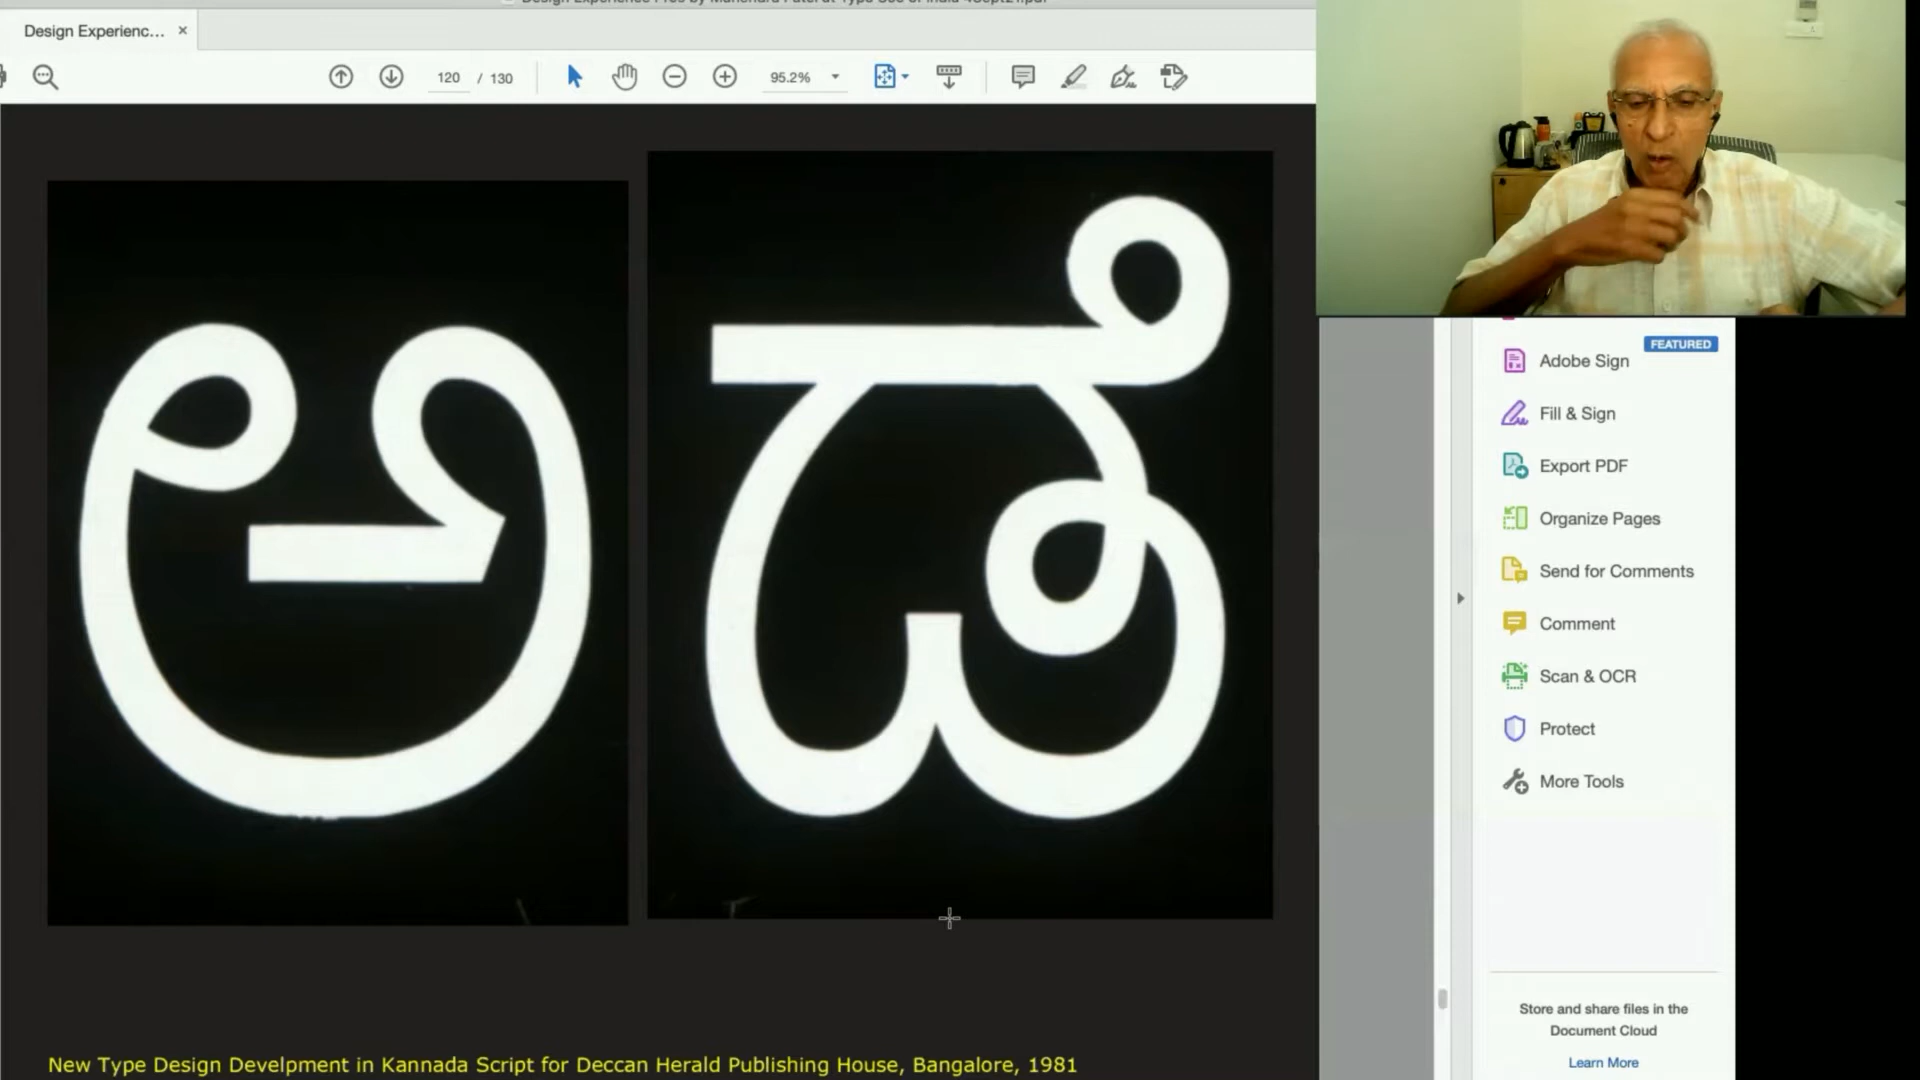 Design Experienc... ×
120 / 130
95.2%
ಅ
New Type Design Develpment in Kannada Script for Deccan Herald Publishing House, Bangalore, 1981
FEATURED
Adobe Sign
Fill & Sign
Export PDF
Organize Pages
Send for Comments
Comment
Scan & OCR
Protect
More Tools
Store and share files in the
Document Cloud
Learn More